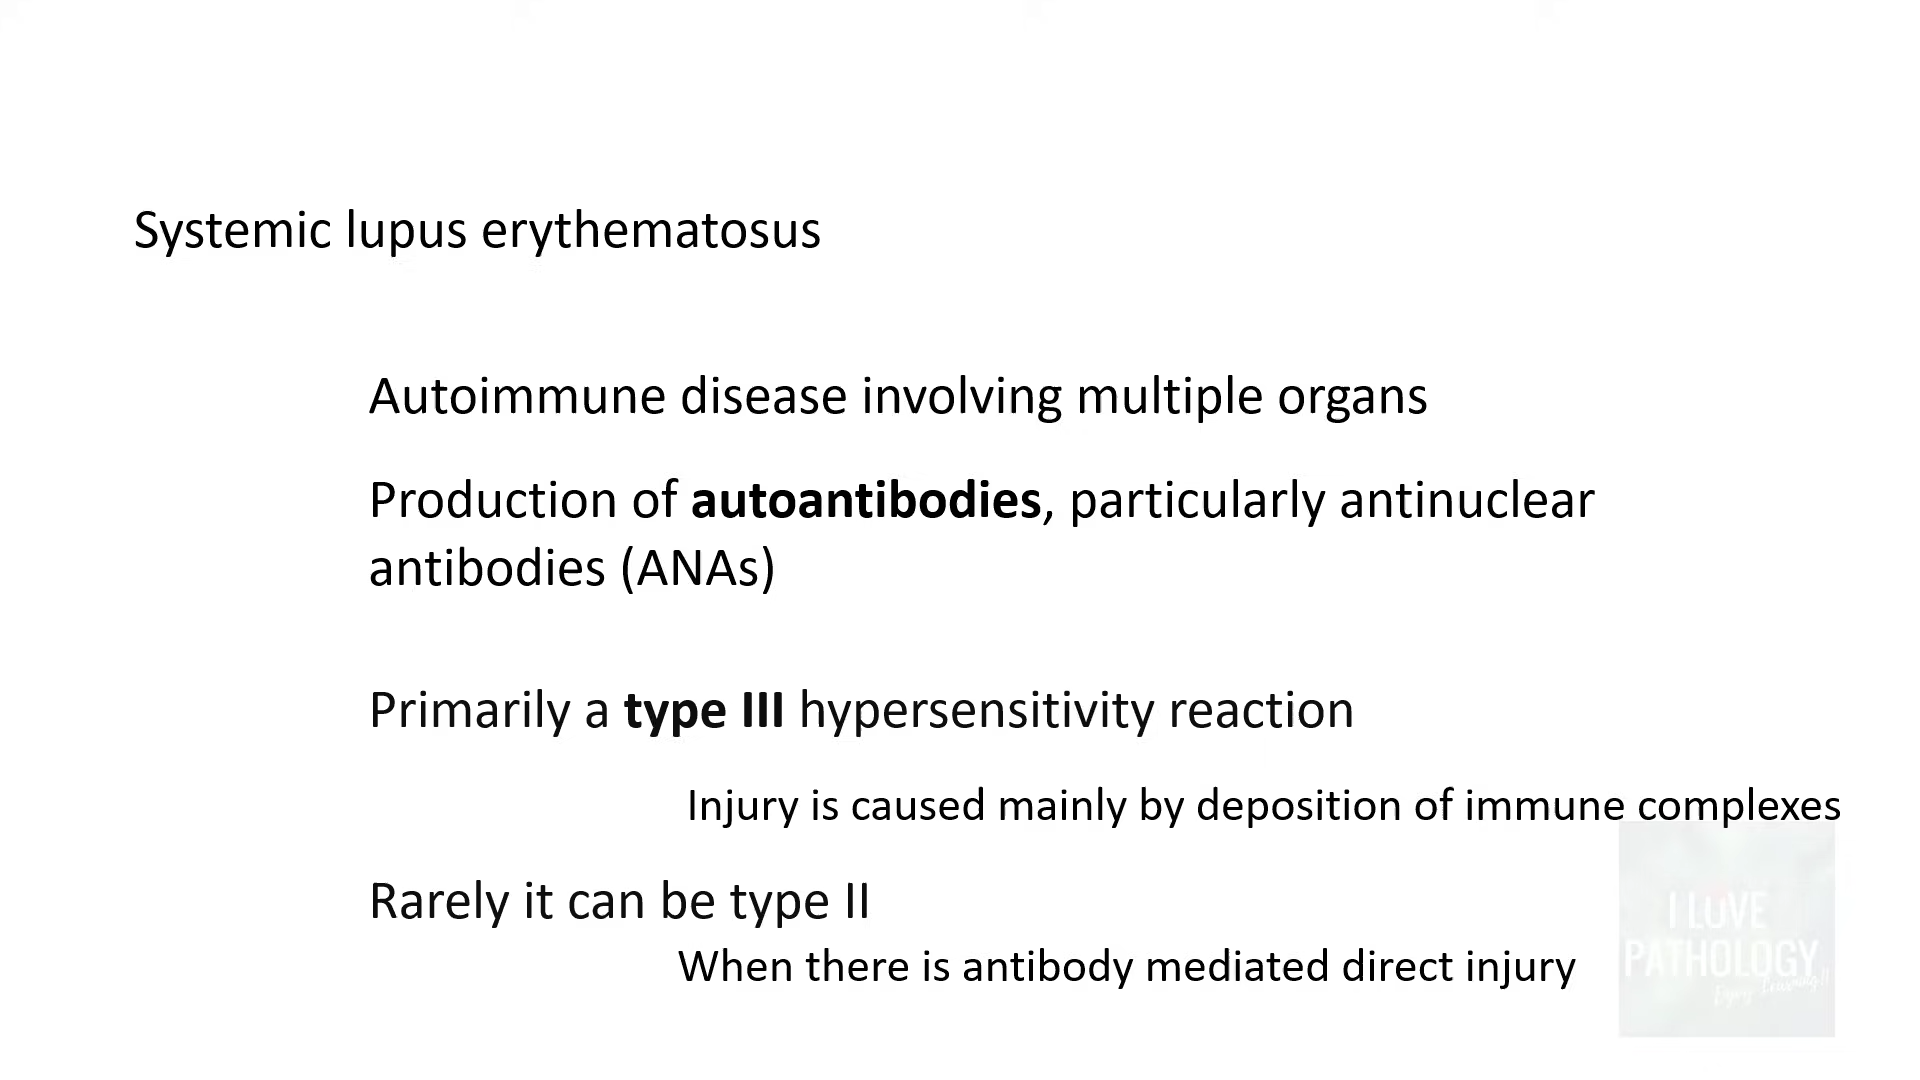 Systemic lupus erythematosus
Autoimmune disease involving multiple organs
Production of autoantibodies, particularly antinuclear
antibodies (ANAs)
Primarily a type III hypersensitivity reaction
Injury is caused mainly by deposition of immune complexes
Rarely it can be type II
When there is antibody mediated direct injury
I LOVE
PATHOLOGY
Enjoy Learning!!